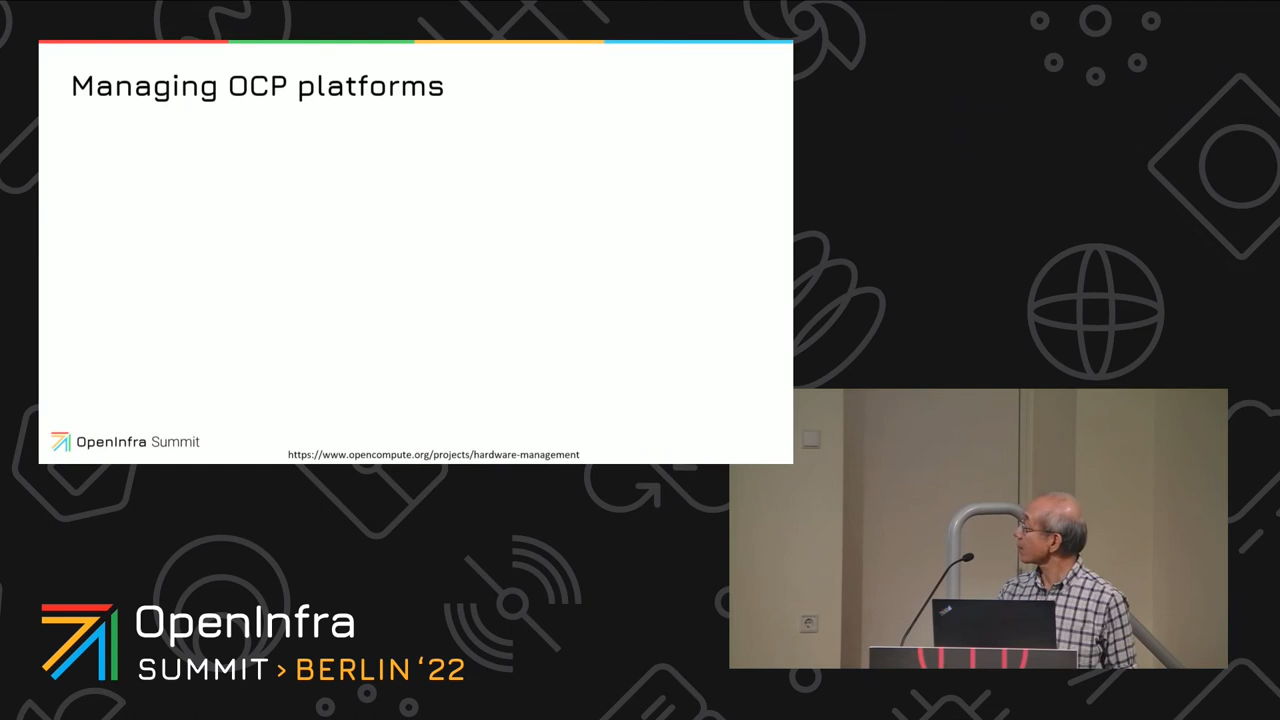 Managing OCP platforms
OpenInfra Summit
https://www.opencompute.org/projects/hardware-management
OpenInfra
SUMMIT > BERLIN ‘22